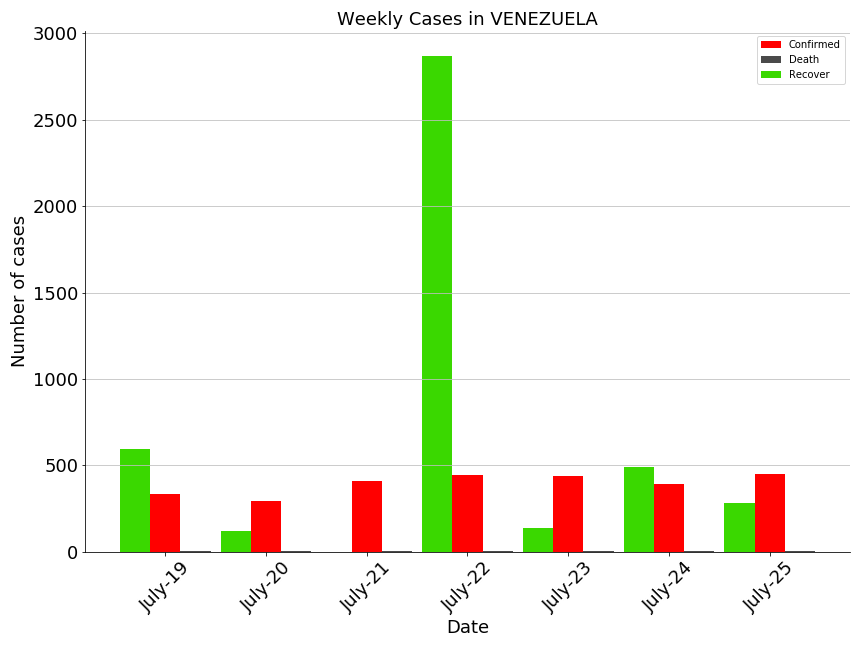 Weekly Cases in VENEZUELA
Confirmed
Death
Recover
Number of cases
3000
2500
2000
1500
1000
500
0
July-19
July-20
July-21
July-22
July-23
July-24
July-25
Date